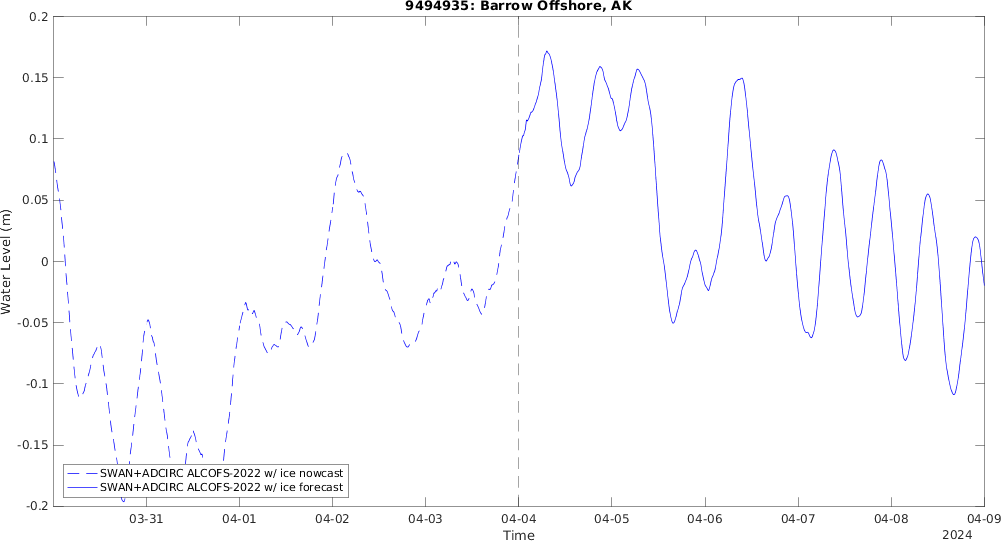 9494935: Barrow Offshore, AK
0.2
0.15
0.1
0.05
0
-0.05
-0.1
-0.15
-0.2
Water Level (m)
SWAN+ADCIRC ALCOFS-2022 w/ ice nowcast
SWAN+ADCIRC ALCOFS-2022 w/ ice forecast
03-31 04-01 04-02 04-03 04-04 04-05 04-06 04-07 04-08 04-09
Time
2024